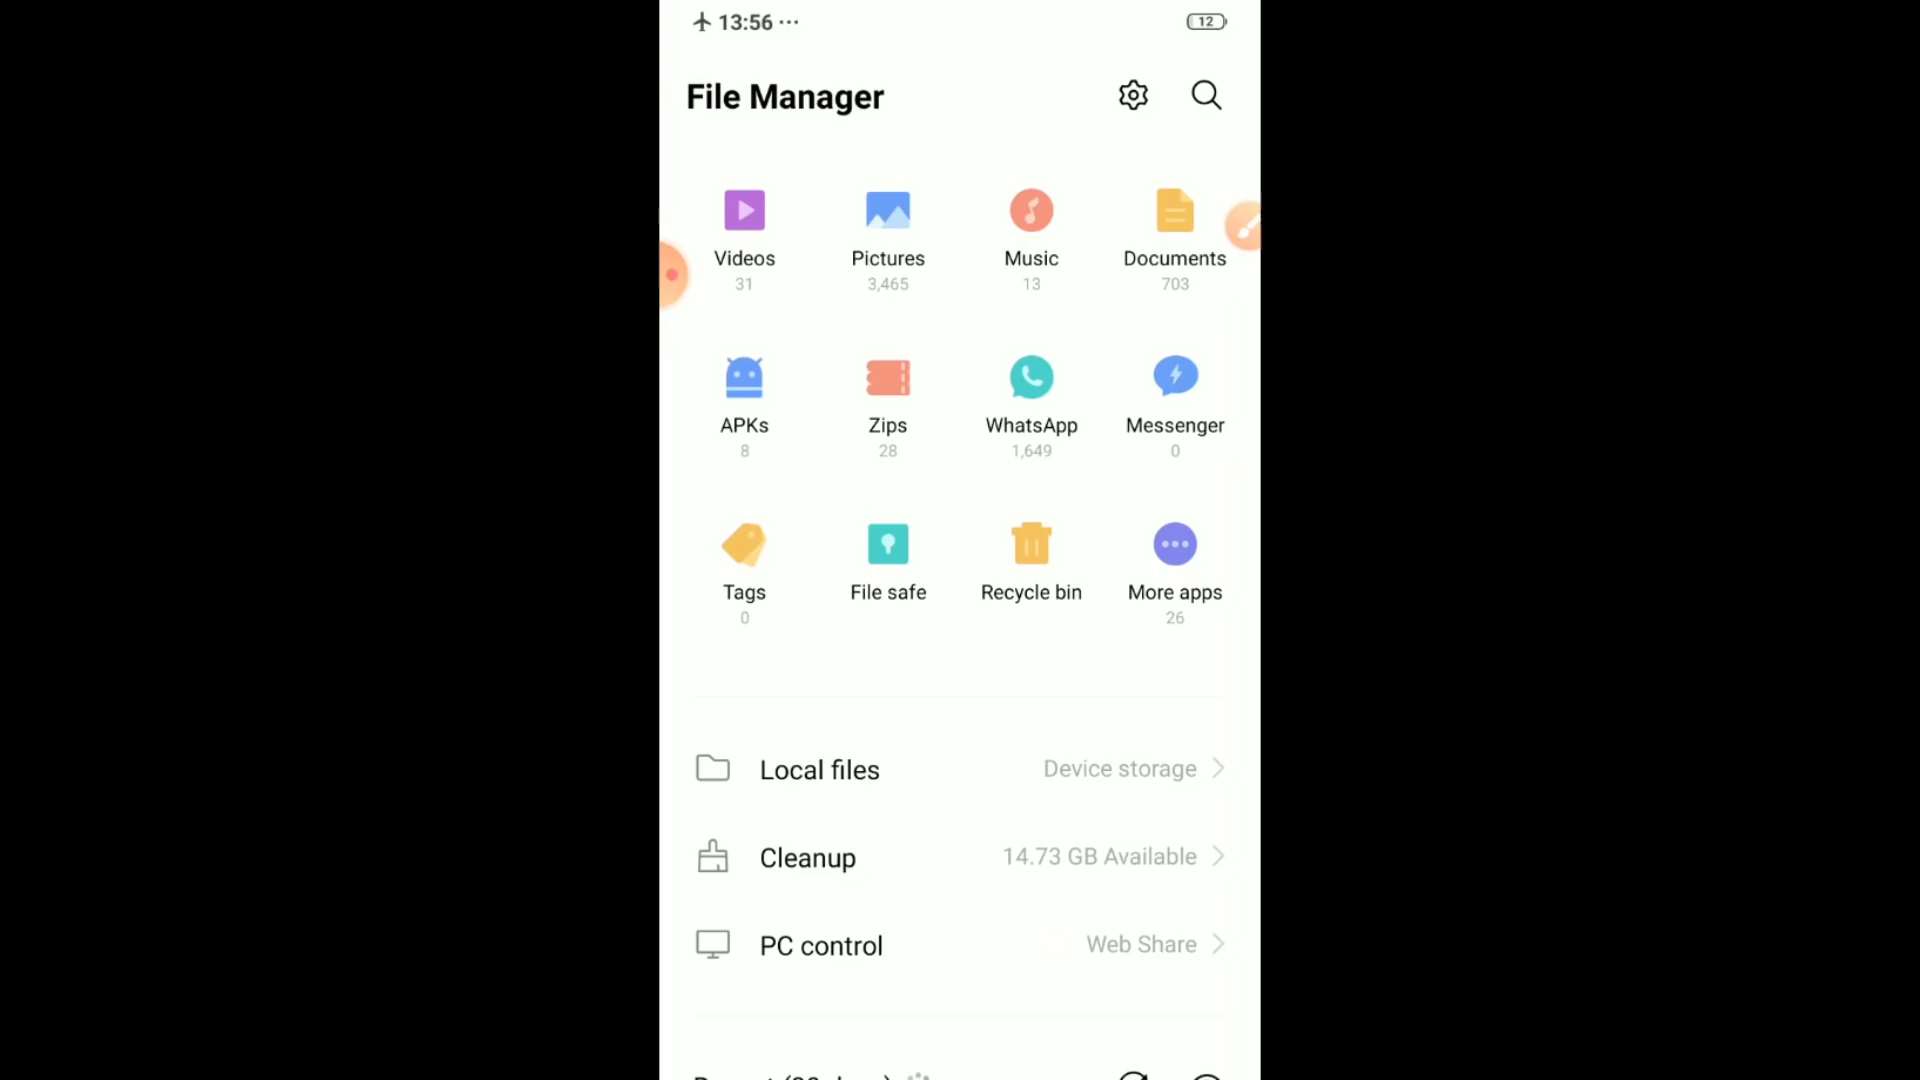 13:56 ...
12
File Manager
Videos Pictures Music Documents
31 3,465 13 703
APKs Zips WhatsApp Messenger
8 28 1,649 0
Tags File safe Recycle bin More apps
0 26
Local files Device storage
Cleanup 14.73 GB Available
PC control Web Share